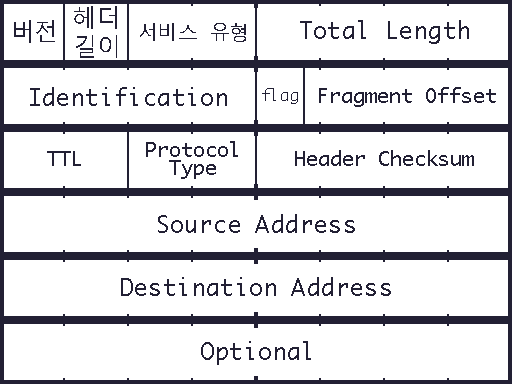 버전 헤더 길이 서비스 유형 Total Length
Identification flag Fragment Offset
TTL Protocol Type Header Checksum
Source Address
Destination Address
Optional